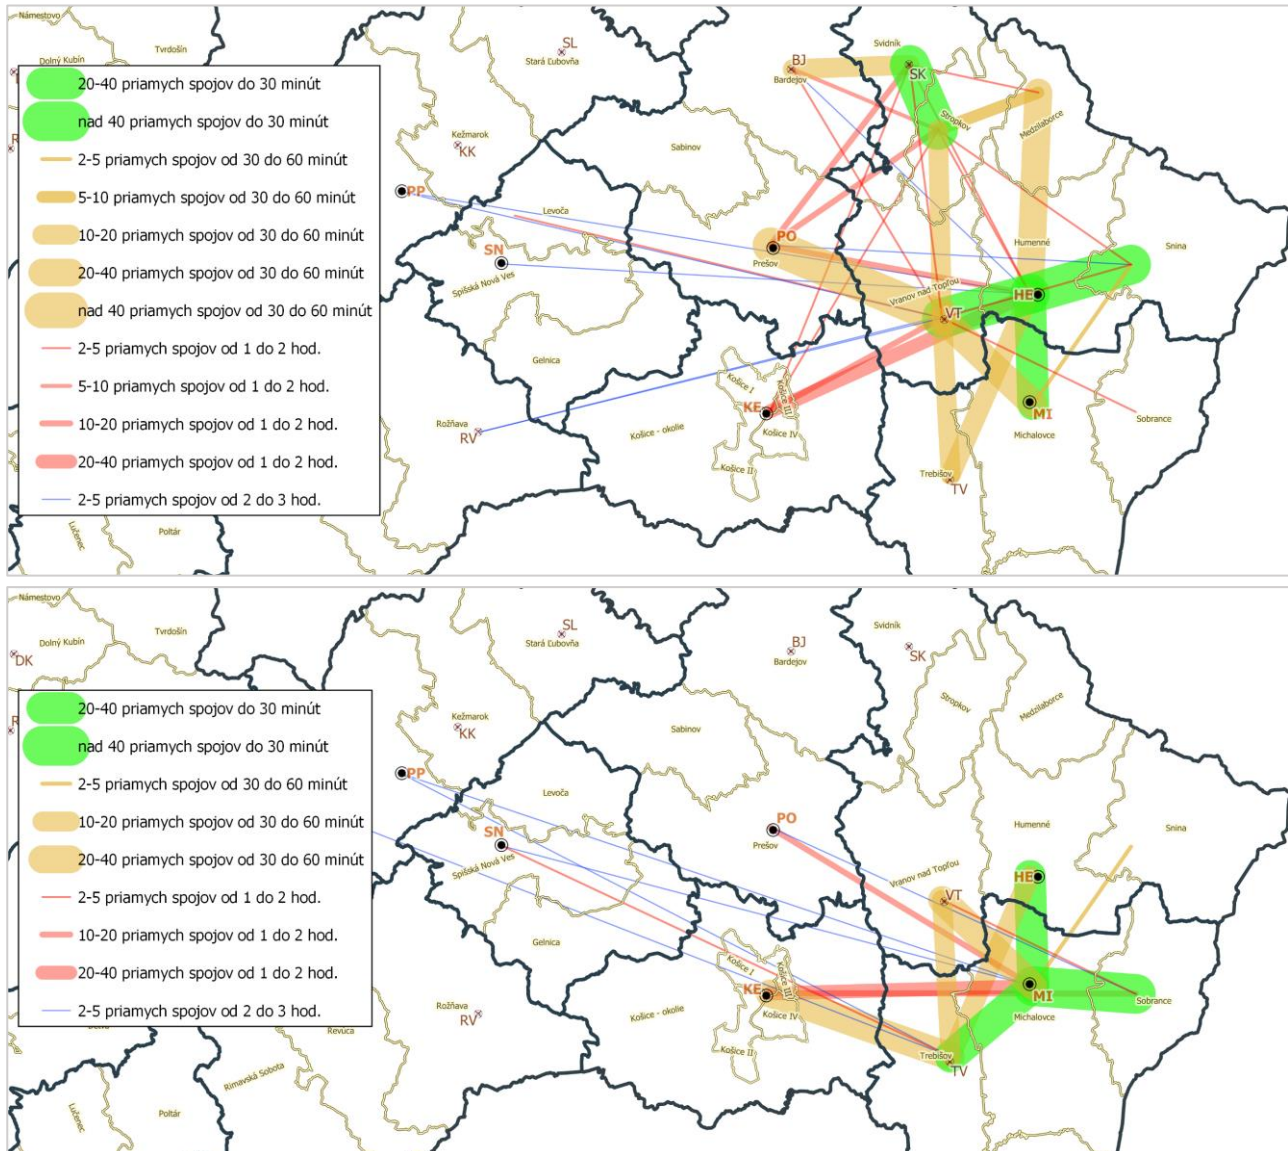 Námestovo
Dolný Kubín
Tvrdošín
SL
Stará Ľubovňa
BJ
Bardejov
Svidník
SK
20-40 priamych spojov do 30 minút
nad 40 priamych spojov do 30 minút
2-5 priamych spojov od 30 do 60 minút
5-10 priamych spojov od 30 do 60 minút
10-20 priamych spojov od 30 do 60 minút
20-40 priamych spojov od 30 do 60 minút
nad 40 priamych spojov od 30 do 60 minút
2-5 priamych spojov od 1 do 2 hod.
5-10 priamych spojov od 1 do 2 hod.
10-20 priamych spojov od 1 do 2 hod.
20-40 priamych spojov od 1 do 2 hod.
2-5 priamych spojov od 2 do 3 hod.
Kežmarok
KK
Sabinov
Stropkov
Medzilaborce
PP
Levoča
PO
Prešov
Humenné
Snina
SN
Spišská Nová Ves
Vranov nad Topľou
HE
VT
Gelnica
Košice I
Košice III
KE
Košice IV
Košice - okolie
Košice II
Rožňava
RV
MI
Michalovce
Sobrance
Trebišov
TV
Lučenec
Poltár
Námestovo
Dolný Kubín
DK
Tvrdošín
SL
Stará Ľubovňa
BJ
Bardejov
Svidník
SK
20-40 priamych spojov do 30 minút
nad 40 priamych spojov do 30 minút
2-5 priamych spojov od 30 do 60 minút
10-20 priamych spojov od 30 do 60 minút
20-40 priamych spojov od 30 do 60 minút
2-5 priamych spojov od 1 do 2 hod.
10-20 priamych spojov od 1 do 2 hod.
20-40 priamych spojov od 1 do 2 hod.
2-5 priamych spojov od 2 do 3 hod.
Kežmarok
KK
Sabinov
Stropkov
Medzilaborce
PP
Levoča
PO
Prešov
Humenné
Snina
SN
Spišská Nová Ves
Vranov nad Topľou
HE
VT
Gelnica
Košice I
Košice III
KE
Košice IV
Košice - okolie
Košice II
Rožňava
RV
MI
Michalovce
Sobrance
Trebišov
TV
Revúca
Rimavská Sobota
Lučenec
Poltár